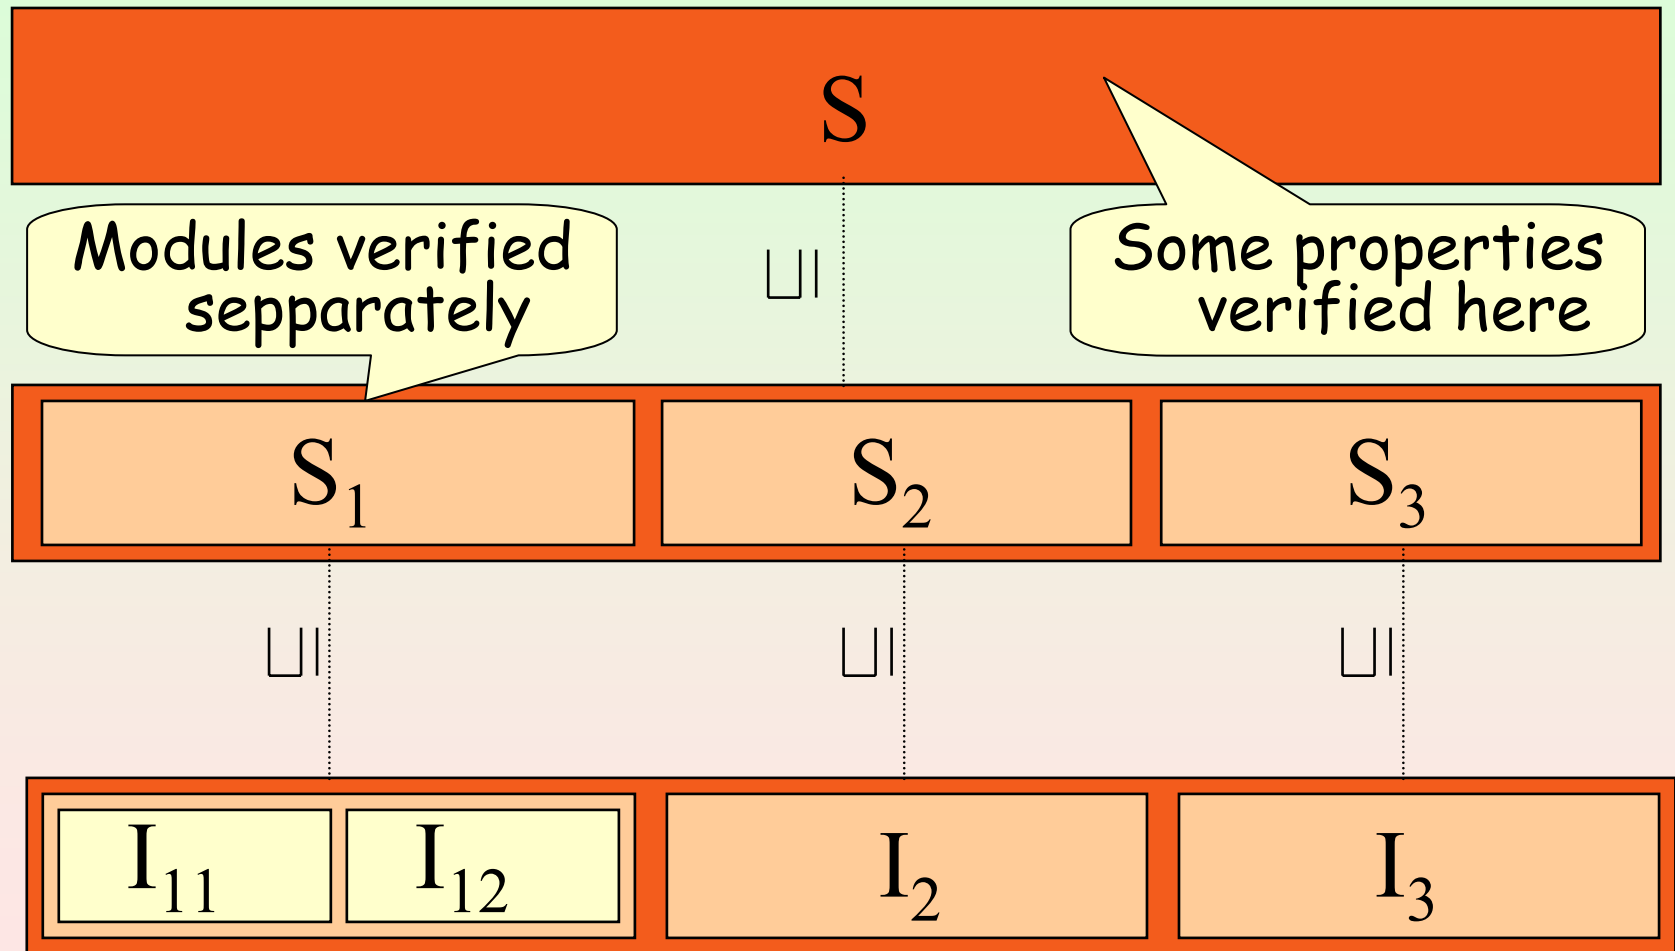 S
Modules verified
sepparately
⊔|
Some properties
verified here
S₁ S₂ S₃
⊔| ⊔| ⊔|
I₁₁ I₁₂ I₂ I₃